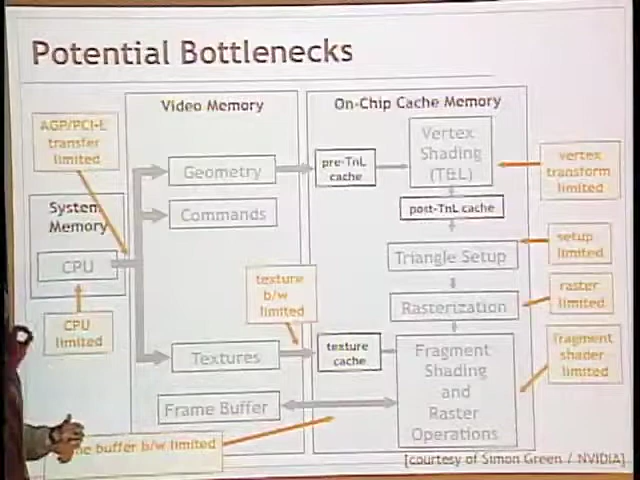 Potential Bottlenecks
AGP/PCI-E
transfer
limited
Video Memory
On-Chip Cache Memory
System
Memory
CPU
CPU
limited
Geometry
Commands
texture
b/w
limited
Textures
Frame Buffer
buffer b/w limited
pre-TnL
cache
Vertex
Shading
(T&L)
post-TnL cache
Triangle Setup
Rasterization
texture
cache
Fragment
Shading
and
Raster
Operations
vertex
transform
limited
setup
limited
raster
limited
fragment
shader
limited
[courtesy of Simon Green / NVIDIA]